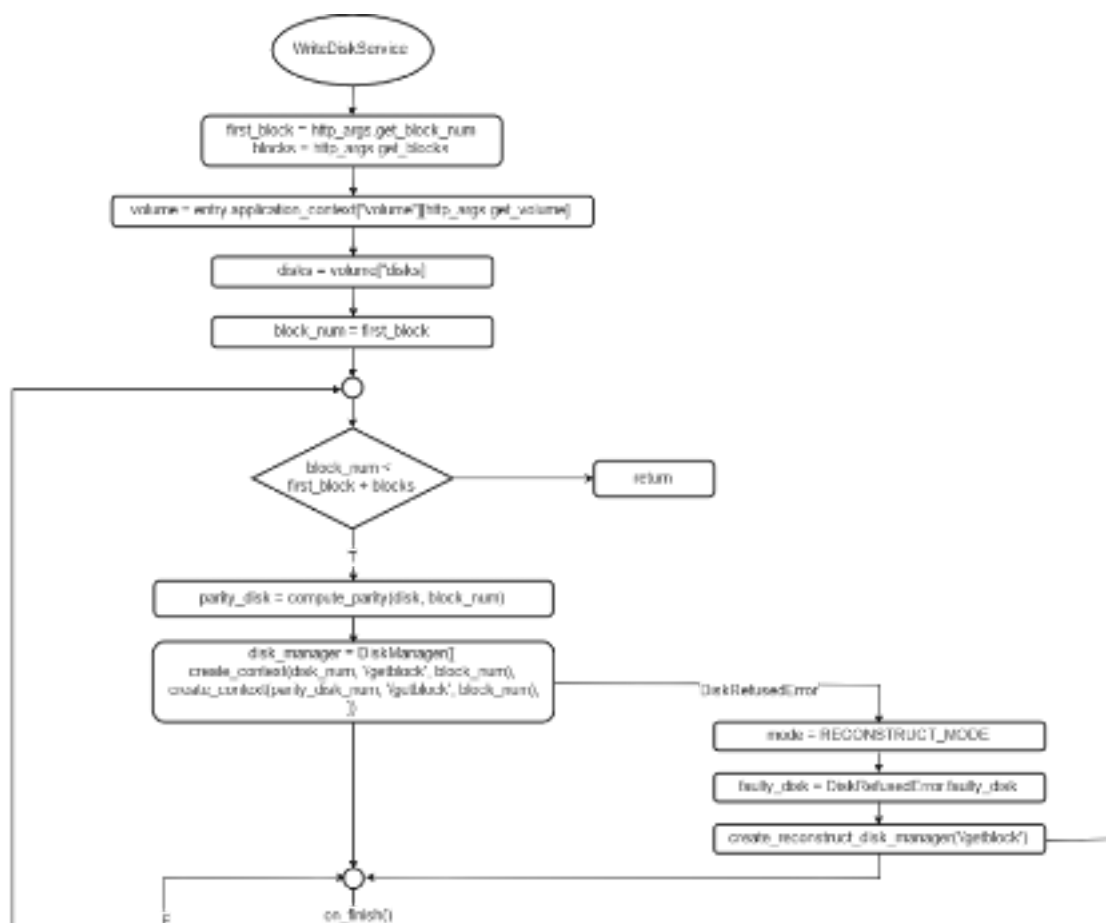 WriteDiskService
first_block = http_args.get_block_num
blocks = http_args.get_blocks
volume = entry.application_context["volume"][http_args.get_volume]
disks = volume["disks]
block_num = first_block
block_num <
first_block + blocks
return
T
parity_disk = compute_parity(disk, block_num)
disk_manager = DiskManager([
create_context(disk_num, '/getblock', block_num),
create_context(parity_disk_num, '/getblock', block_num),
])
DiskRefusedError
mode = RECONSTRUCT_MODE
faulty_disk = DiskRefusedError.faulty_disk
create_reconstruct_disk_manager('/getblock')
F
on_finish()